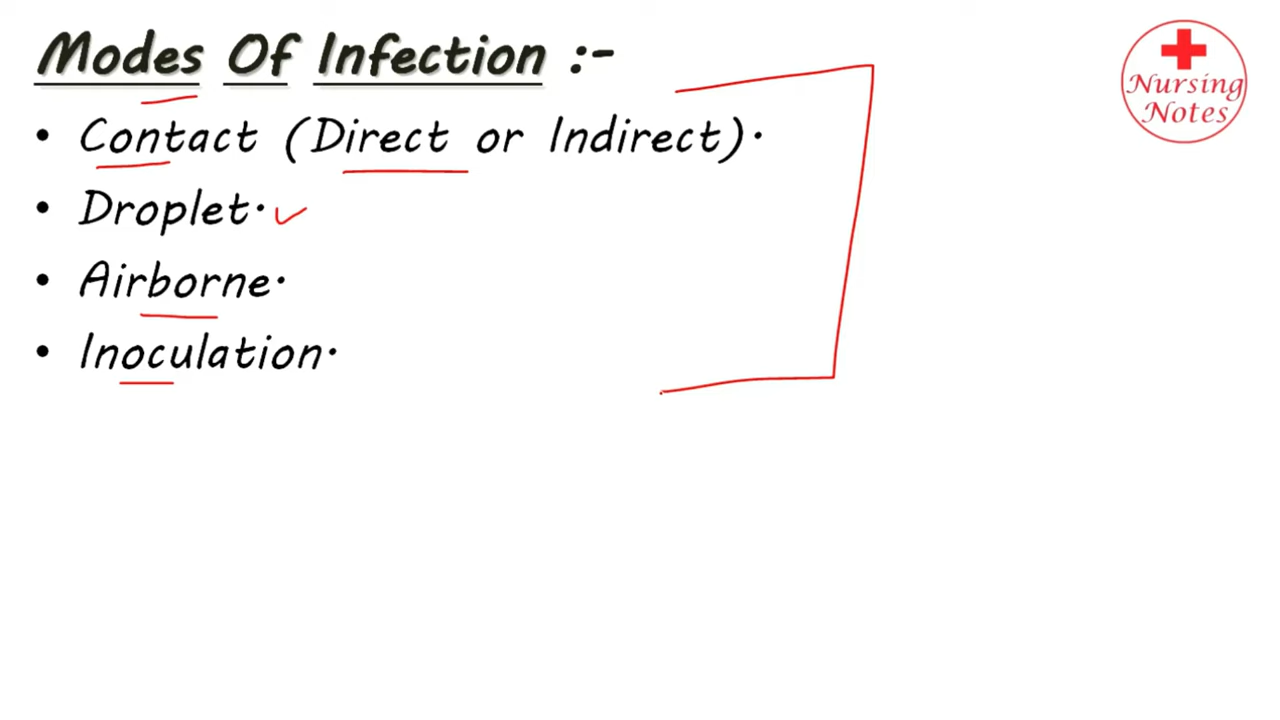 Modes Of Infection :-
• Contact (Direct or Indirect).
• Droplet.
• Airborne.
• Inoculation.
Nursing
Notes